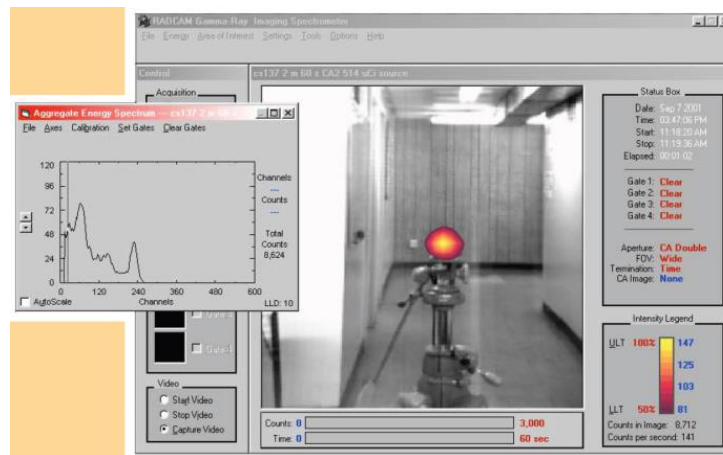 RADCAM Gamma-Ray Imaging Spectrometer
File Energy Area of Interest Settings Tools Options Help
Control
cs137 2 m 60 s CA2 514 uCi source
Acquisition
Aggregate Energy Spectrum --- cs137 2 m 60
File Axes Calibration Set Gates Clear Gates
120
96
72
48
24
0
0 120 240 360 480 600
Channels
---
Counts
---
Total
Counts
8,624
AutoScale
Channels
LLD: 10
Gate 4
Video
Start Video
Stop Video
Capture Video
Counts: 0
3,000
Time: 0
60 sec
Status Box
Date: Sep 7 2001
Time: 03:47:06 PM
Start: 11:18:20 AM
Stop: 11:19:36 AM
Elapsed: 00:01:02
Gate 1: Clear
Gate 2: Clear
Gate 3: Clear
Gate 4: Clear
Aperture: CA Double
FOV: Wide
Termination: Time
CA Image: None
Intensity Legend
ULT 100% 147
125
103
LLT 50% 81
Counts in Image: 8,712
Counts per second: 141